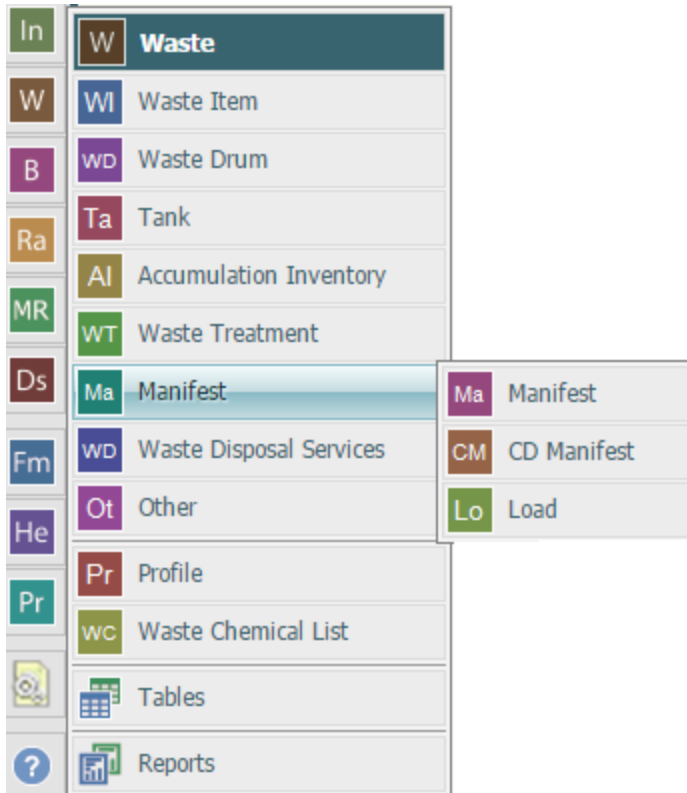 In
W
B
Ra
MR
Ds
Fm
He
Pr
?
W Waste
WI Waste Item
WD Waste Drum
Ta Tank
AI Accumulation Inventory
WT Waste Treatment
Ma Manifest
WD Waste Disposal Services
Ot Other
Pr Profile
WC Waste Chemical List
Tables
Reports
Ma Manifest
CM CD Manifest
Lo Load